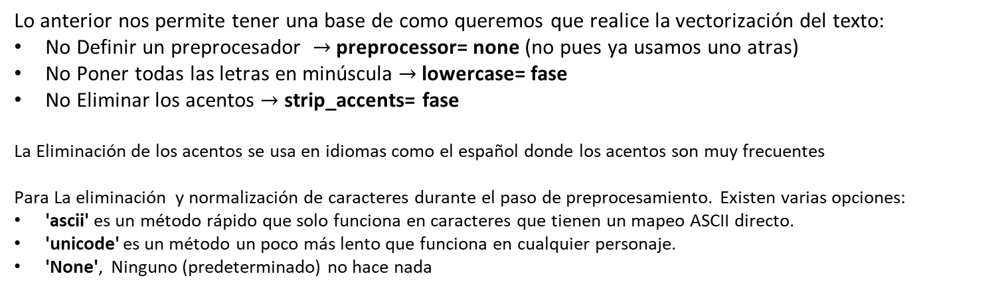 Lo anterior nos permite tener una base de como queremos que realice la vectorización del texto:
• No Definir un preprocesador → preprocessor= none (no pues ya usamos uno atras)
• No Poner todas las letras en minúscula → lowercase= fase
• No Eliminar los acentos → strip_accents= fase
La Eliminación de los acentos se usa en idiomas como el español donde los acentos son muy frecuentes
Para La eliminación y normalización de caracteres durante el paso de preprocesamiento. Existen varias opciones:
• 'ascii' es un método rápido que solo funciona en caracteres que tienen un mapeo ASCII directo.
• 'unicode' es un método un poco más lento que funciona en cualquier personaje.
• 'None', Ninguno (predeterminado) no hace nada